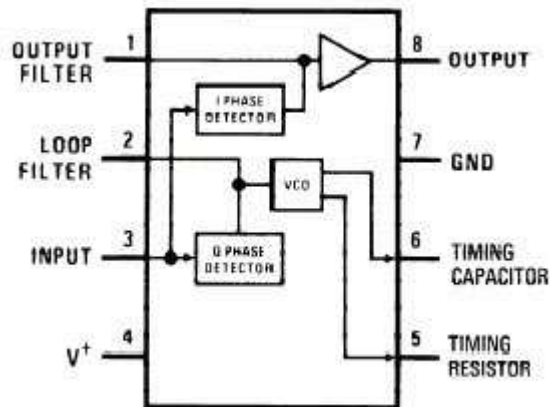 OUTPUT
FILTER
1
8
OUTPUT
I PHASE
DETECTOR
LOOP
FILTER
2
7
GND
VCO
INPUT
3
Q PHASE
DETECTOR
6
TIMING
CAPACITOR
V+
4
5
TIMING
RESISTOR